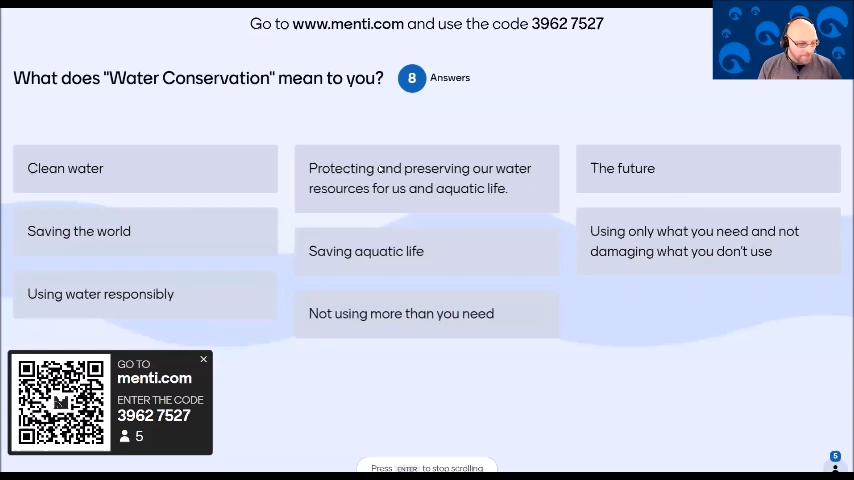 Go to www.menti.com and use the code 3962 7527
What does "Water Conservation" mean to you?
8
Answers
Clean water
Protecting and preserving our water
resources for us and aquatic life.
The future
Saving the world
Saving aquatic life
Using only what you need and not
damaging what you don't use
Using water responsibly
Not using more than you need
GO TO
menti.com
ENTER THE CODE
3962 7527
5
Press ENTER to stop scrolling
5